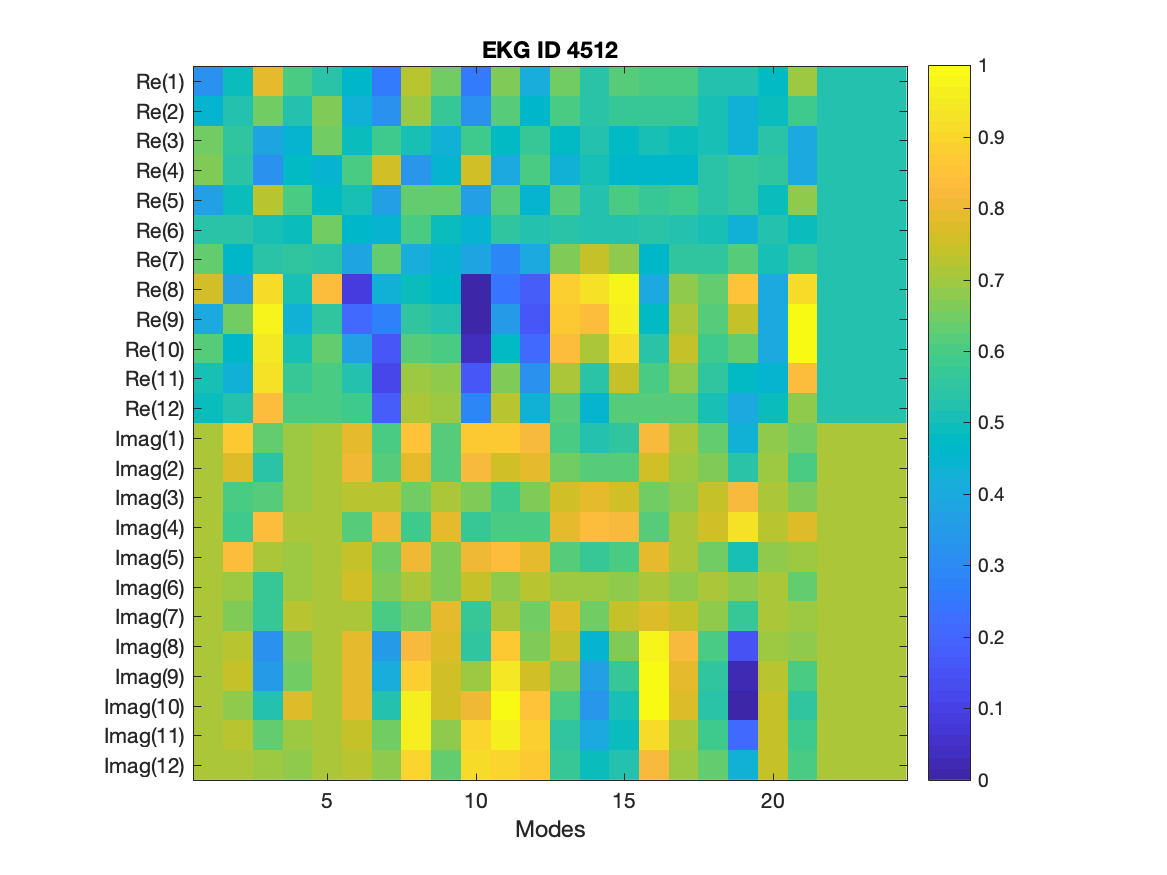 EKG ID 4512
Re(1)
Re(2)
Re(3)
Re(4)
Re(5)
Re(6)
Re(7)
Re(8)
Re(9)
Re(10)
Re(11)
Re(12)
Imag(1)
Imag(2)
Imag(3)
Imag(4)
Imag(5)
Imag(6)
Imag(7)
Imag(8)
Imag(9)
Imag(10)
Imag(11)
Imag(12)
5 10 15 20
Modes
1
0.9
0.8
0.7
0.6
0.5
0.4
0.3
0.2
0.1
0